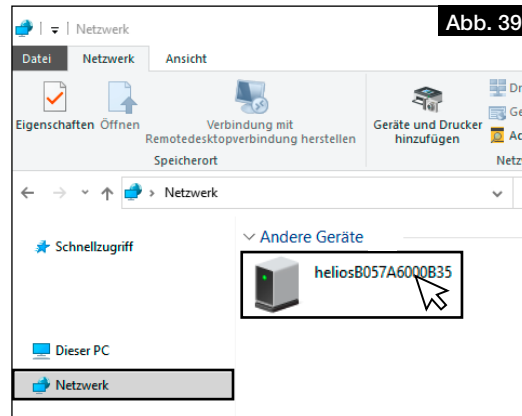 Abb. 39
Netzwerk
Datei Netzwerk Ansicht
Eigenschaften Öffnen Verbindung mit Remotedesktopverbindung herstellen Geräte und Drucker hinzufügen
Speicherort
Netzwerk
Schnellzugriff
Andere Geräte
heliosB057A6000B35
Dieser PC
Netzwerk